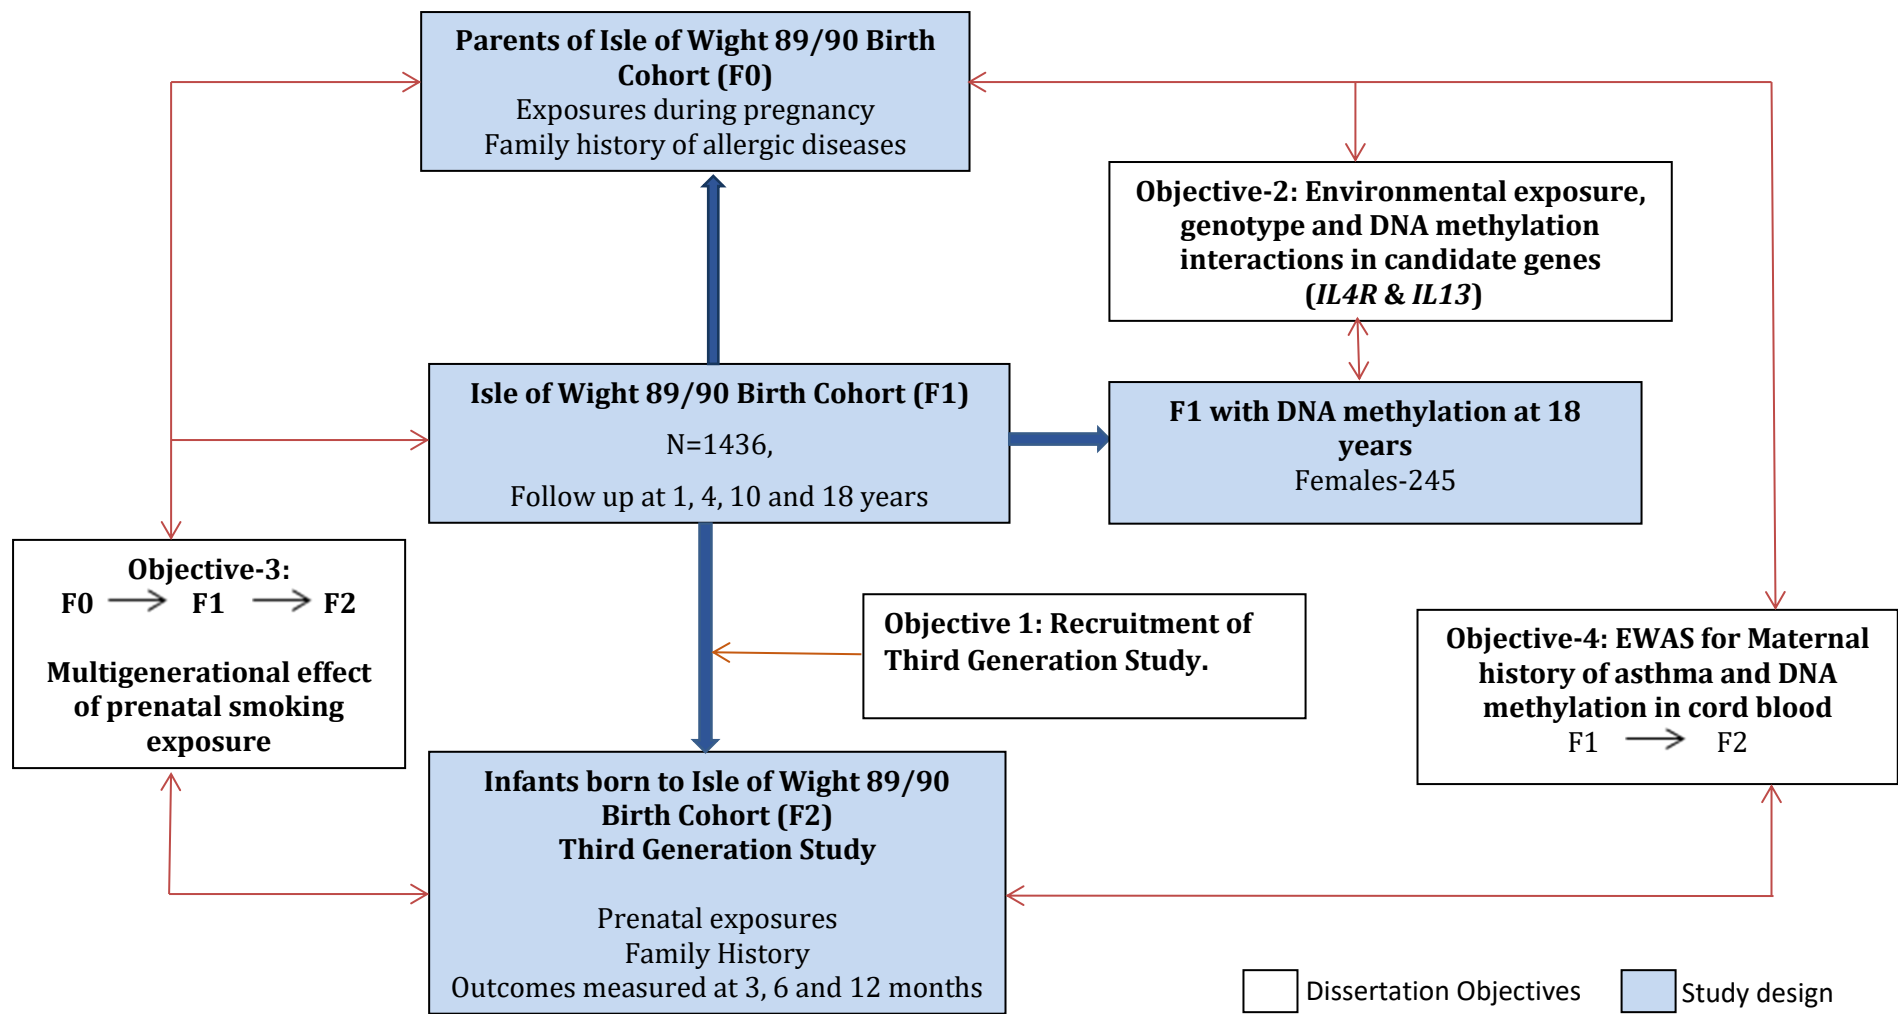 Parents of Isle of Wight 89/90 Birth
Cohort (F0)
Exposures during pregnancy
Family history of allergic diseases
Objective-2: Environmental exposure,
genotype and DNA methylation
interactions in candidate genes
(IL4R & IL13)
Isle of Wight 89/90 Birth Cohort (F1)
N=1436,
Follow up at 1, 4, 10 and 18 years
F1 with DNA methylation at 18
years
Females-245
Objective-3:
F0 F1 F2
Multigenerational effect
of prenatal smoking
exposure
Objective 1: Recruitment of
Third Generation Study.
Objective-4: EWAS for Maternal
history of asthma and DNA
methylation in cord blood
F1 F2
Infants born to Isle of Wight 89/90
Birth Cohort (F2)
Third Generation Study
Prenatal exposures
Family History
Outcomes measured at 3, 6 and 12 months
Dissertation Objectives
Study design